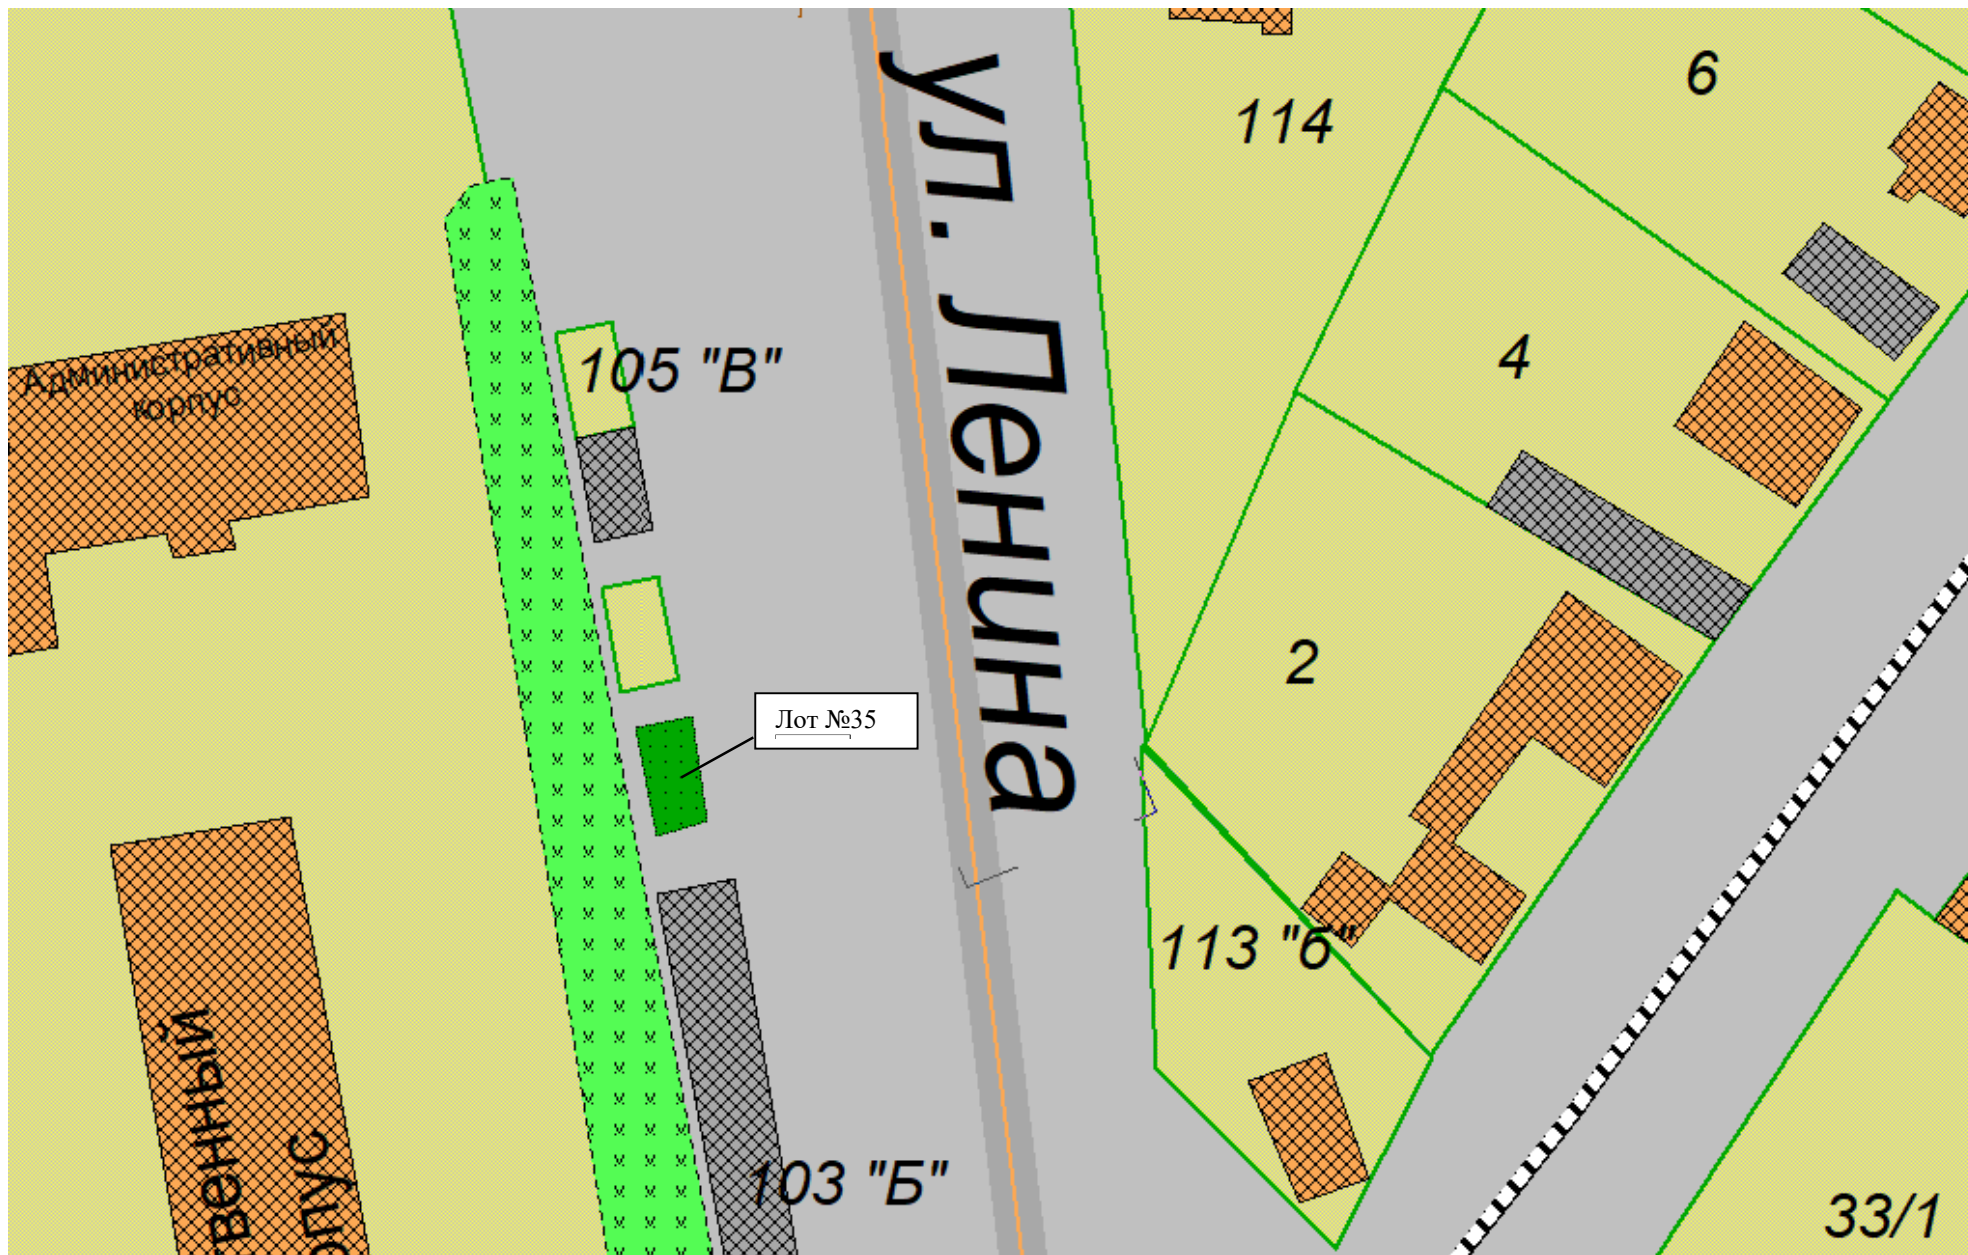 ул. Ленина
6
114
4
Административный
корпус
105 "В"
2
Лот №35
113 "б"
103 "Б"
33/1